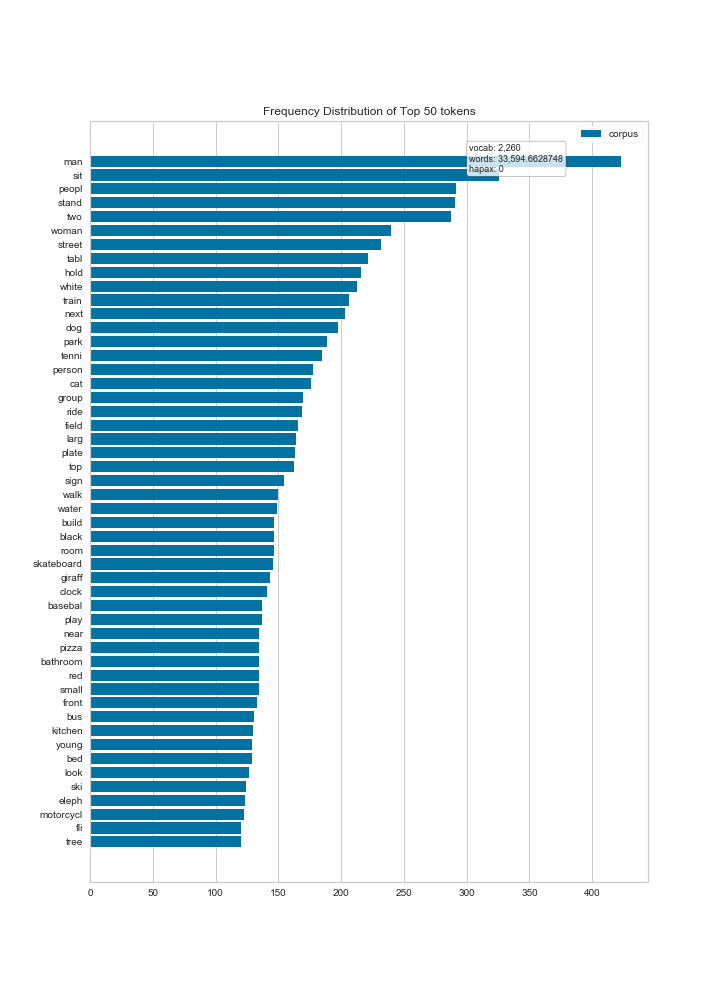 Frequency Distribution of Top 50 tokens
corpus
vocab: 2,260
words: 33,594.6628748
hapax: 0
man
sit
peopl
stand
two
woman
street
tabl
hold
white
train
next
dog
park
tenni
person
cat
group
ride
field
larg
plate
top
sign
walk
water
build
black
room
skateboard
giraff
clock
basebal
play
near
pizza
bathroom
red
small
front
bus
kitchen
young
bed
look
ski
eleph
motorcycl
fli
tree
0 50 100 150 200 250 300 350 400